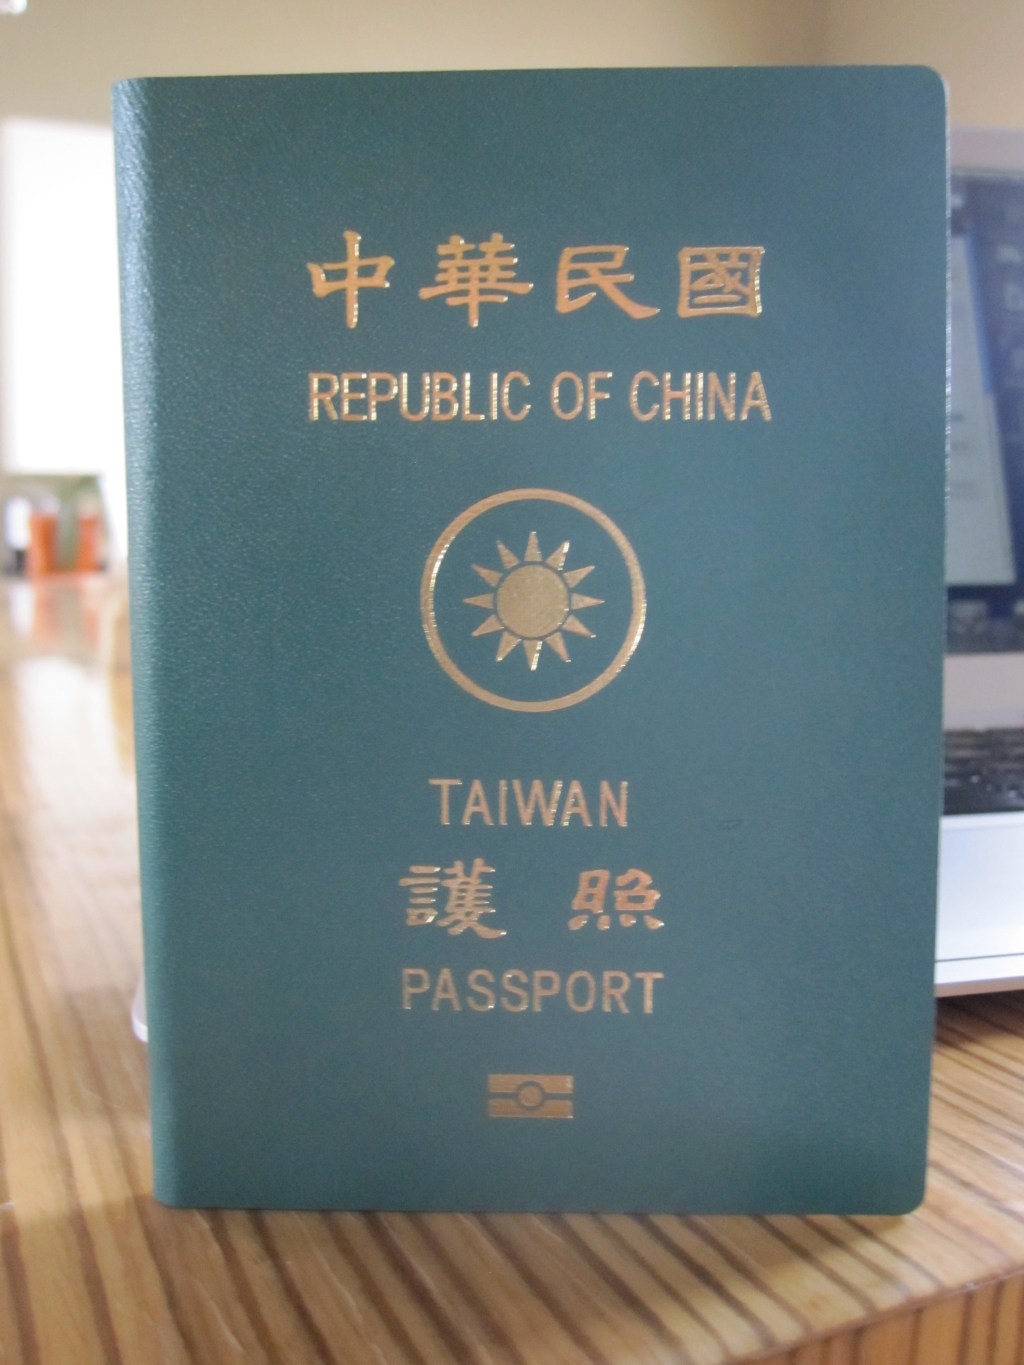 中華民國
REPUBLIC OF CHINA
TAIWAN
護照
PASSPORT